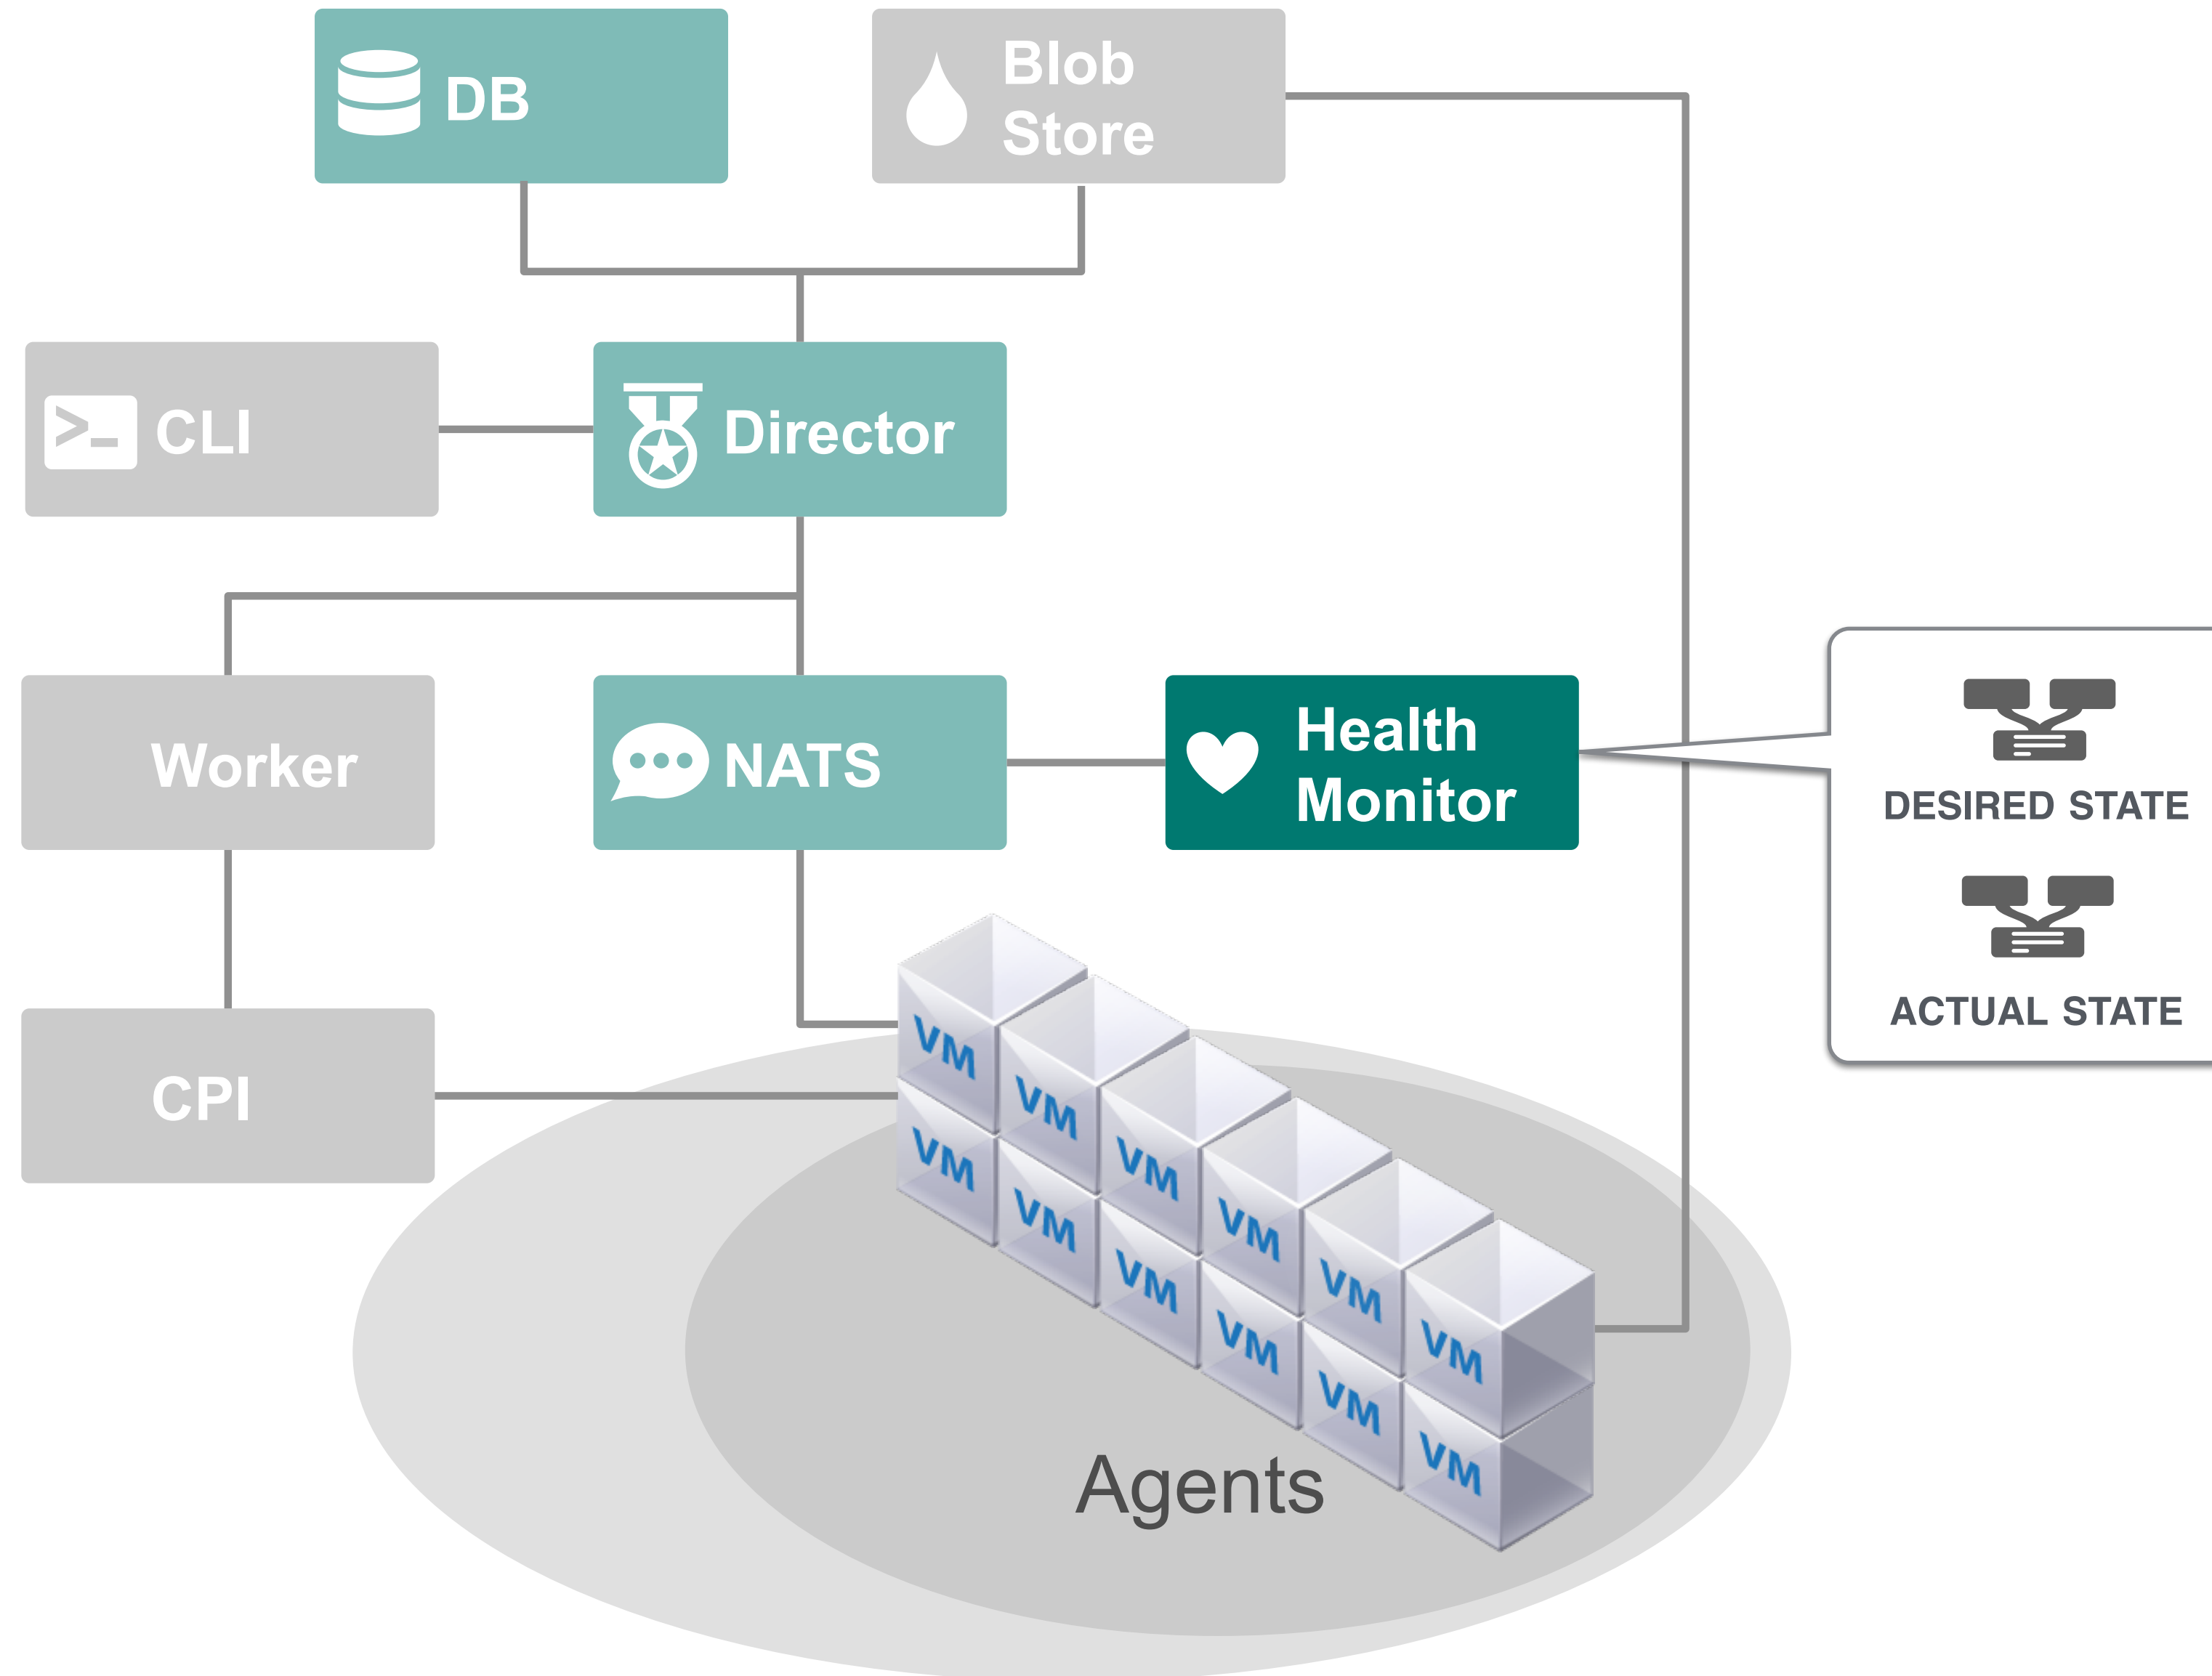 DB
Blob
Store
CLI
Director
Worker
NATS
Health
Monitor
DESIRED STATE
ACTUAL STATE
CPI
VM
VM
VM
VM
VM
VM
VM
VM
VM
VM
VM
VM
Agents